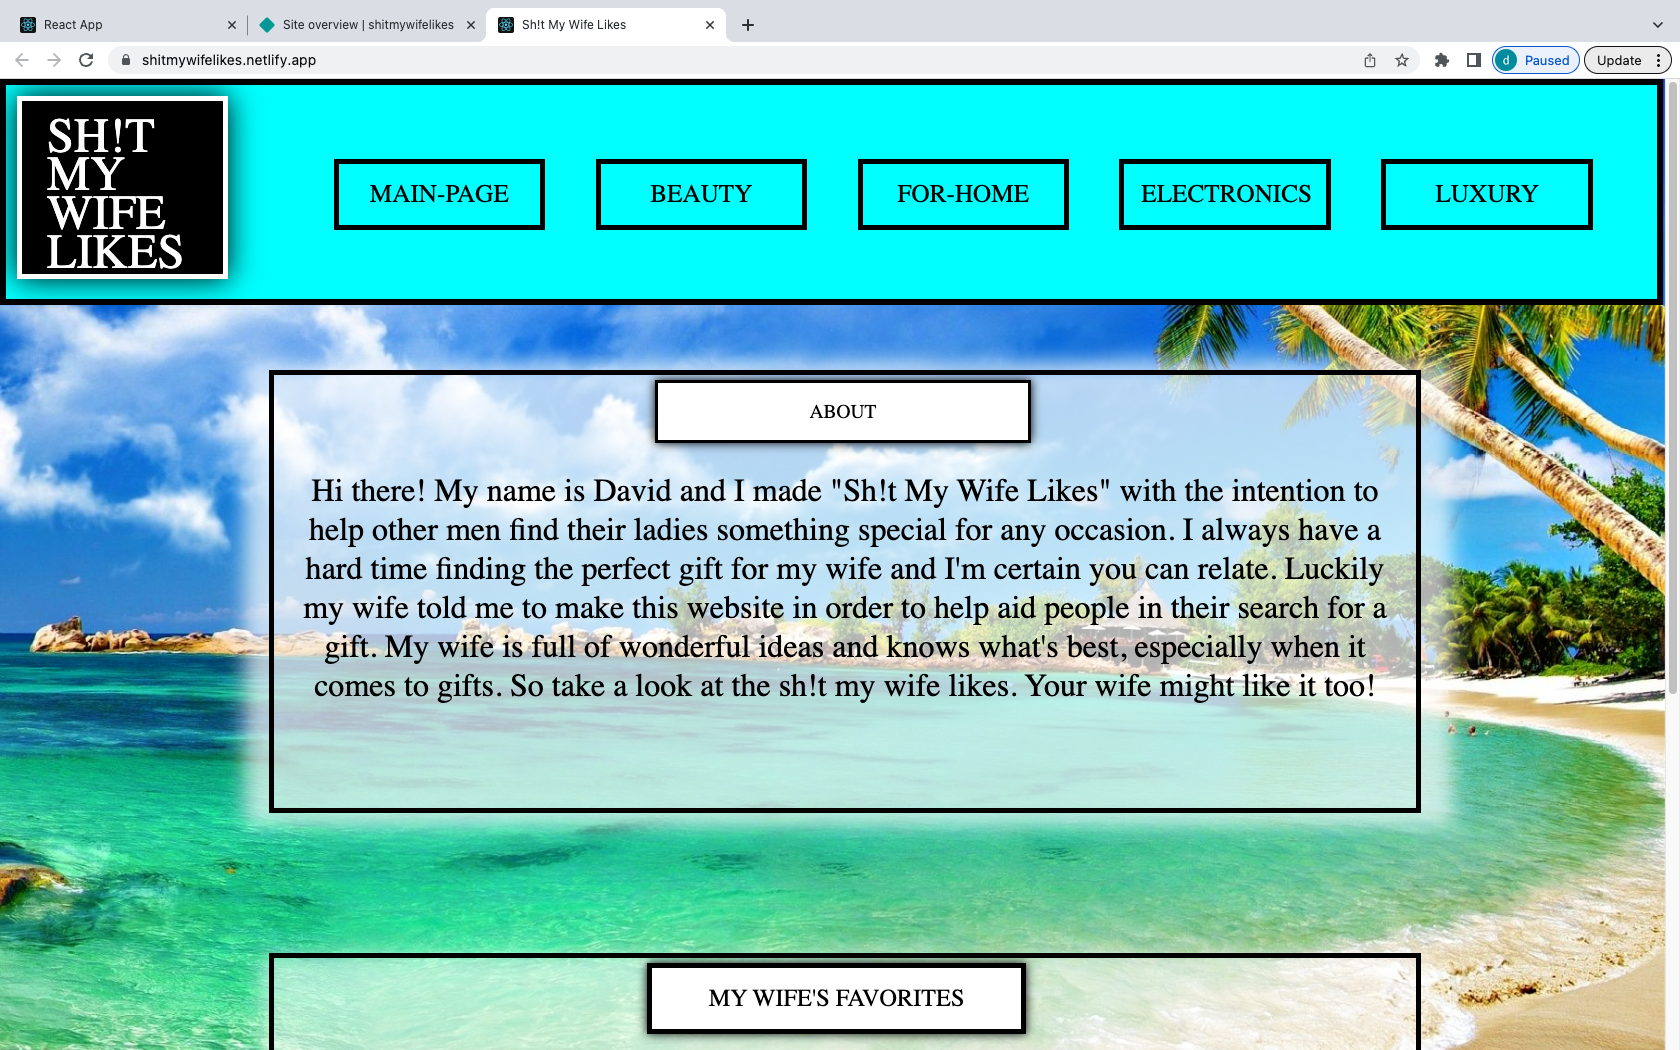 React App
Site overview | shitmywifelikes
Sh!t My Wife Likes
shitmywifelikes.netlify.app
d
Paused
Update
SH!T
MY
WIFE
LIKES
MAIN-PAGE
BEAUTY
FOR-HOME
ELECTRONICS
LUXURY
ABOUT
Hi there! My name is David and I made "Sh!t My Wife Likes" with the intention to
help other men find their ladies something special for any occasion. I always have a
hard time finding the perfect gift for my wife and I'm certain you can relate. Luckily
my wife told me to make this website in order to help aid people in their search for a
gift. My wife is full of wonderful ideas and knows what's best, especially when it
comes to gifts. So take a look at the sh!t my wife likes. Your wife might like it too!
MY WIFE'S FAVORITES